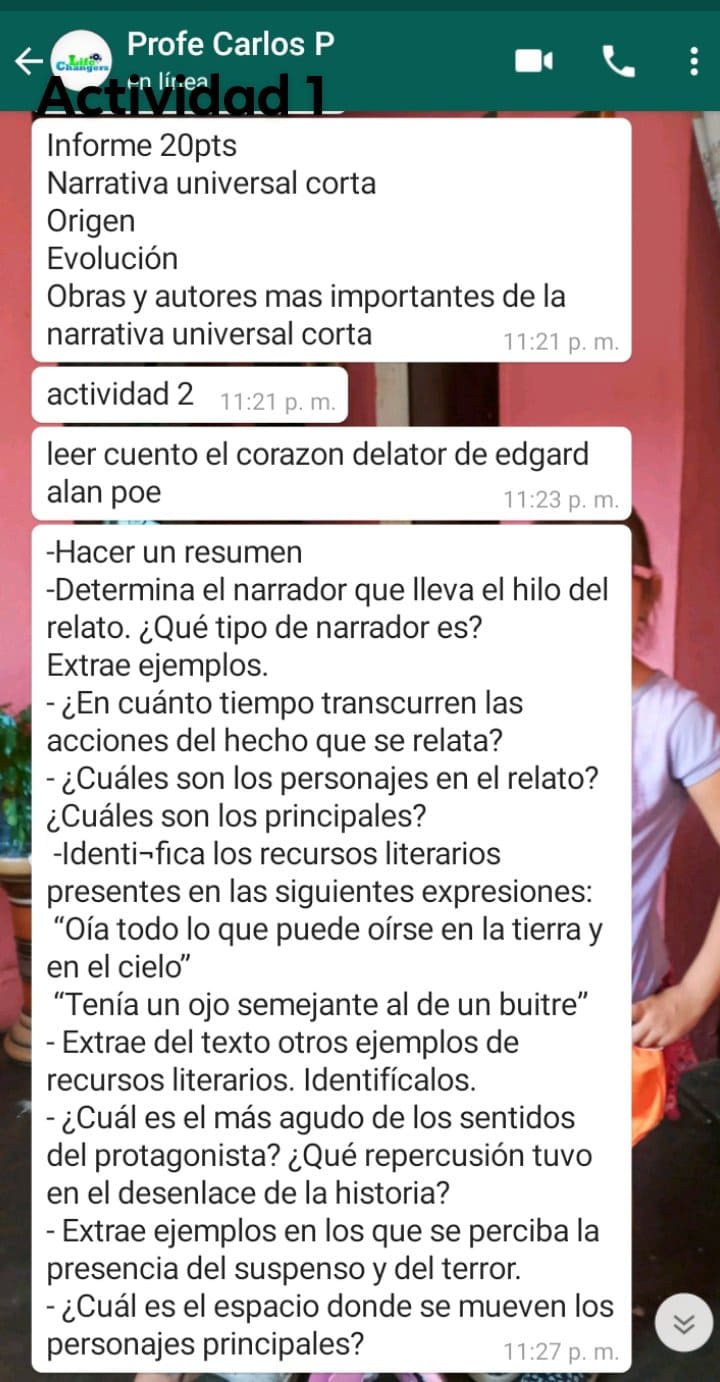 Profe Carlos P
Life Changers
en línea
Actividad 1
Informe 20pts
Narrativa universal corta
Origen
Evolución
Obras y autores mas importantes de la
narrativa universal corta
11:21 p. m.
actividad 2
11:21 p. m.
leer cuento el corazon delator de edgard
alan poe
11:23 p. m.
-Hacer un resumen
-Determina el narrador que lleva el hilo del
relato. ¿Qué tipo de narrador es?
Extrae ejemplos.
- ¿En cuánto tiempo transcurren las
acciones del hecho que se relata?
- ¿Cuáles son los personajes en el relato?
¿Cuáles son los principales?
-Identi¬fica los recursos literarios
presentes en las siguientes expresiones:
“Oía todo lo que puede oírse en la tierra y
en el cielo”
“Tenía un ojo semejante al de un buitre”
- Extrae del texto otros ejemplos de
recursos literarios. Identifícalos.
- ¿Cuál es el más agudo de los sentidos
del protagonista? ¿Qué repercusión tuvo
en el desenlace de la historia?
- Extrae ejemplos en los que se perciba la
presencia del suspenso y del terror.
- ¿Cuál es el espacio donde se mueven los
personajes principales?
11:27 p. m.